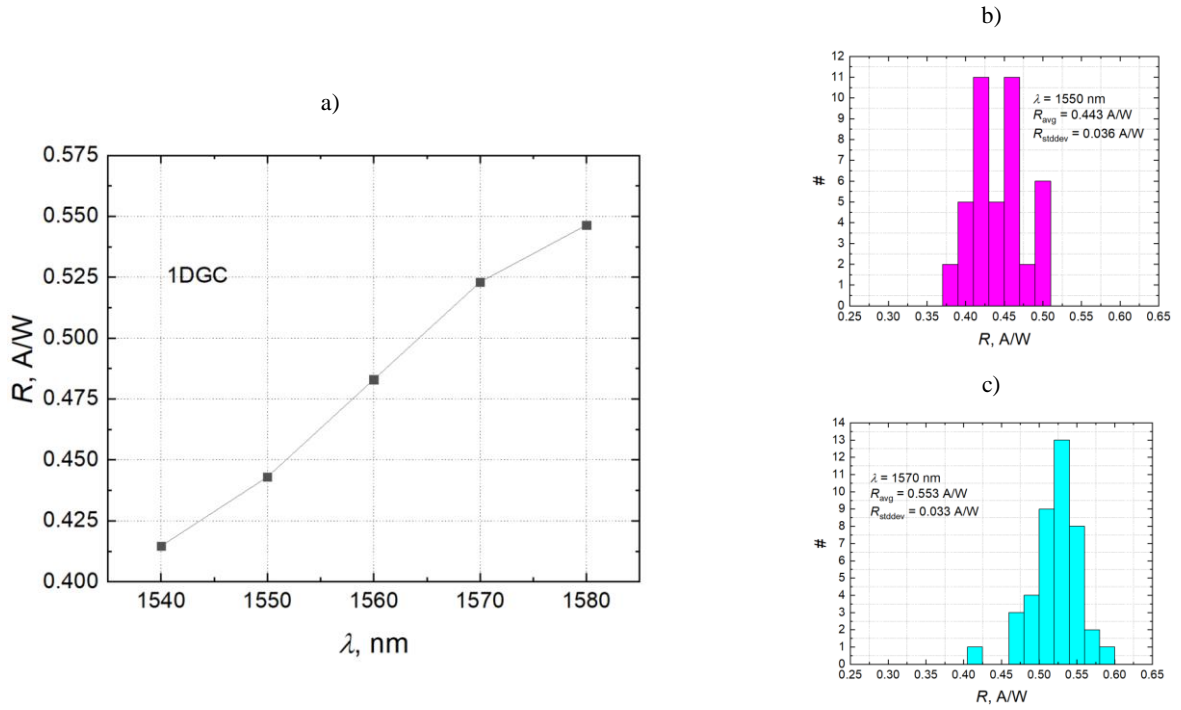 a)
0.575
0.550
0.525
0.500
0.475
0.450
0.425
0.400
R, A/W
1DGC
1540 1550 1560 1570 1580
λ, nm
b)
12
11
10
9
8
7
6
5
4
3
2
1
0
#
λ = 1550 nm
Ravg = 0.443 A/W
Rstddev = 0.036 A/W
0.25 0.30 0.35 0.40 0.45 0.50 0.55 0.60 0.65
R, A/W
c)
14
13
12
11
10
9
8
7
6
5
4
3
2
1
0
#
λ = 1570 nm
Ravg = 0.553 A/W
Rstddev = 0.033 A/W
0.25 0.30 0.35 0.40 0.45 0.50 0.55 0.60 0.65
R, A/W